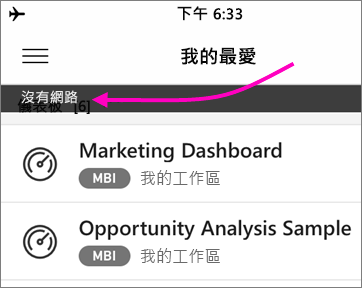 下午 6:33
我的最愛
沒有網路
儀表板 [6]
Marketing Dashboard
MBI 我的工作區
Opportunity Analysis Sample
MBI 我的工作區